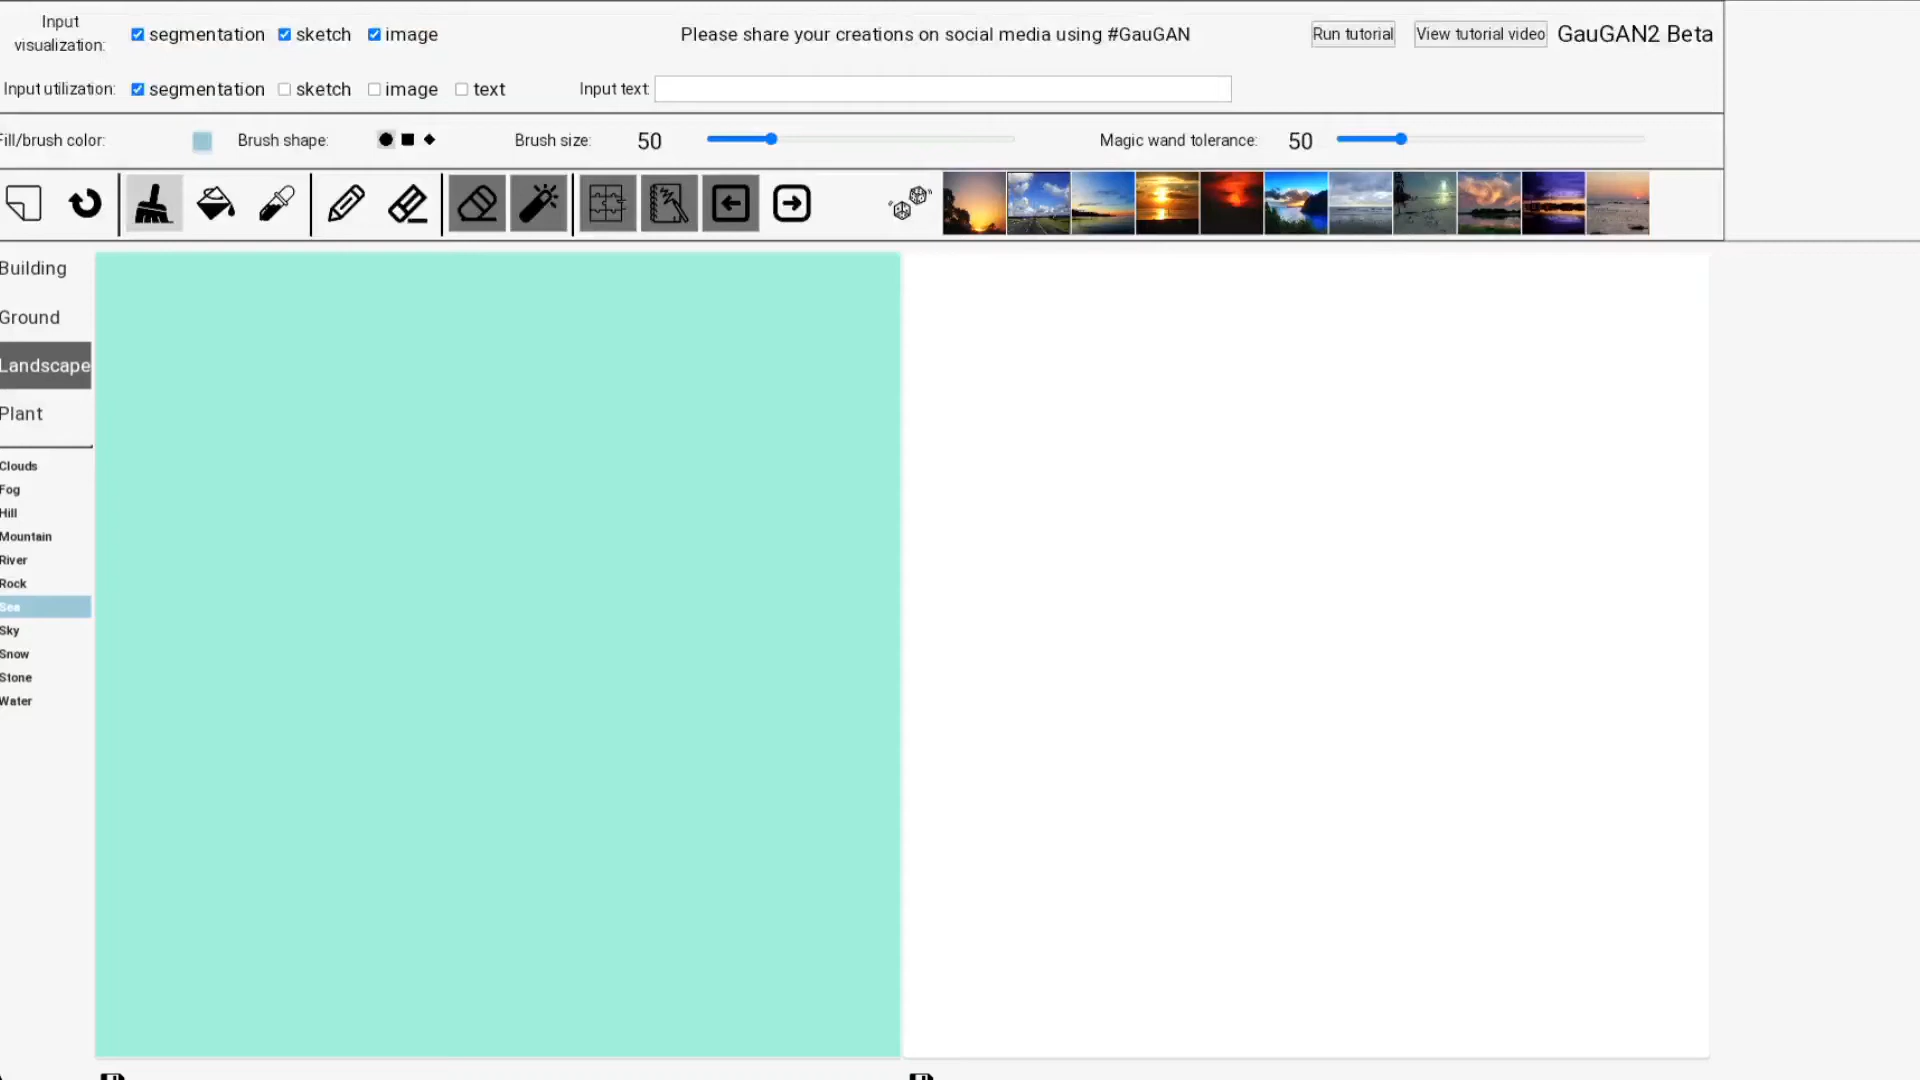 Input visualization:
segmentation sketch image
Please share your creations on social media using #GauGAN
Run tutorial
View tutorial video
GauGAN2 Beta
Input utilization:
segmentation sketch image text
Input text:
Fill/brush color:
Brush shape:
Brush size: 50
Magic wand tolerance: 50
Building
Ground
Landscape
Plant
Clouds
Fog
Hill
Mountain
River
Rock
Sea
Sky
Snow
Stone
Water